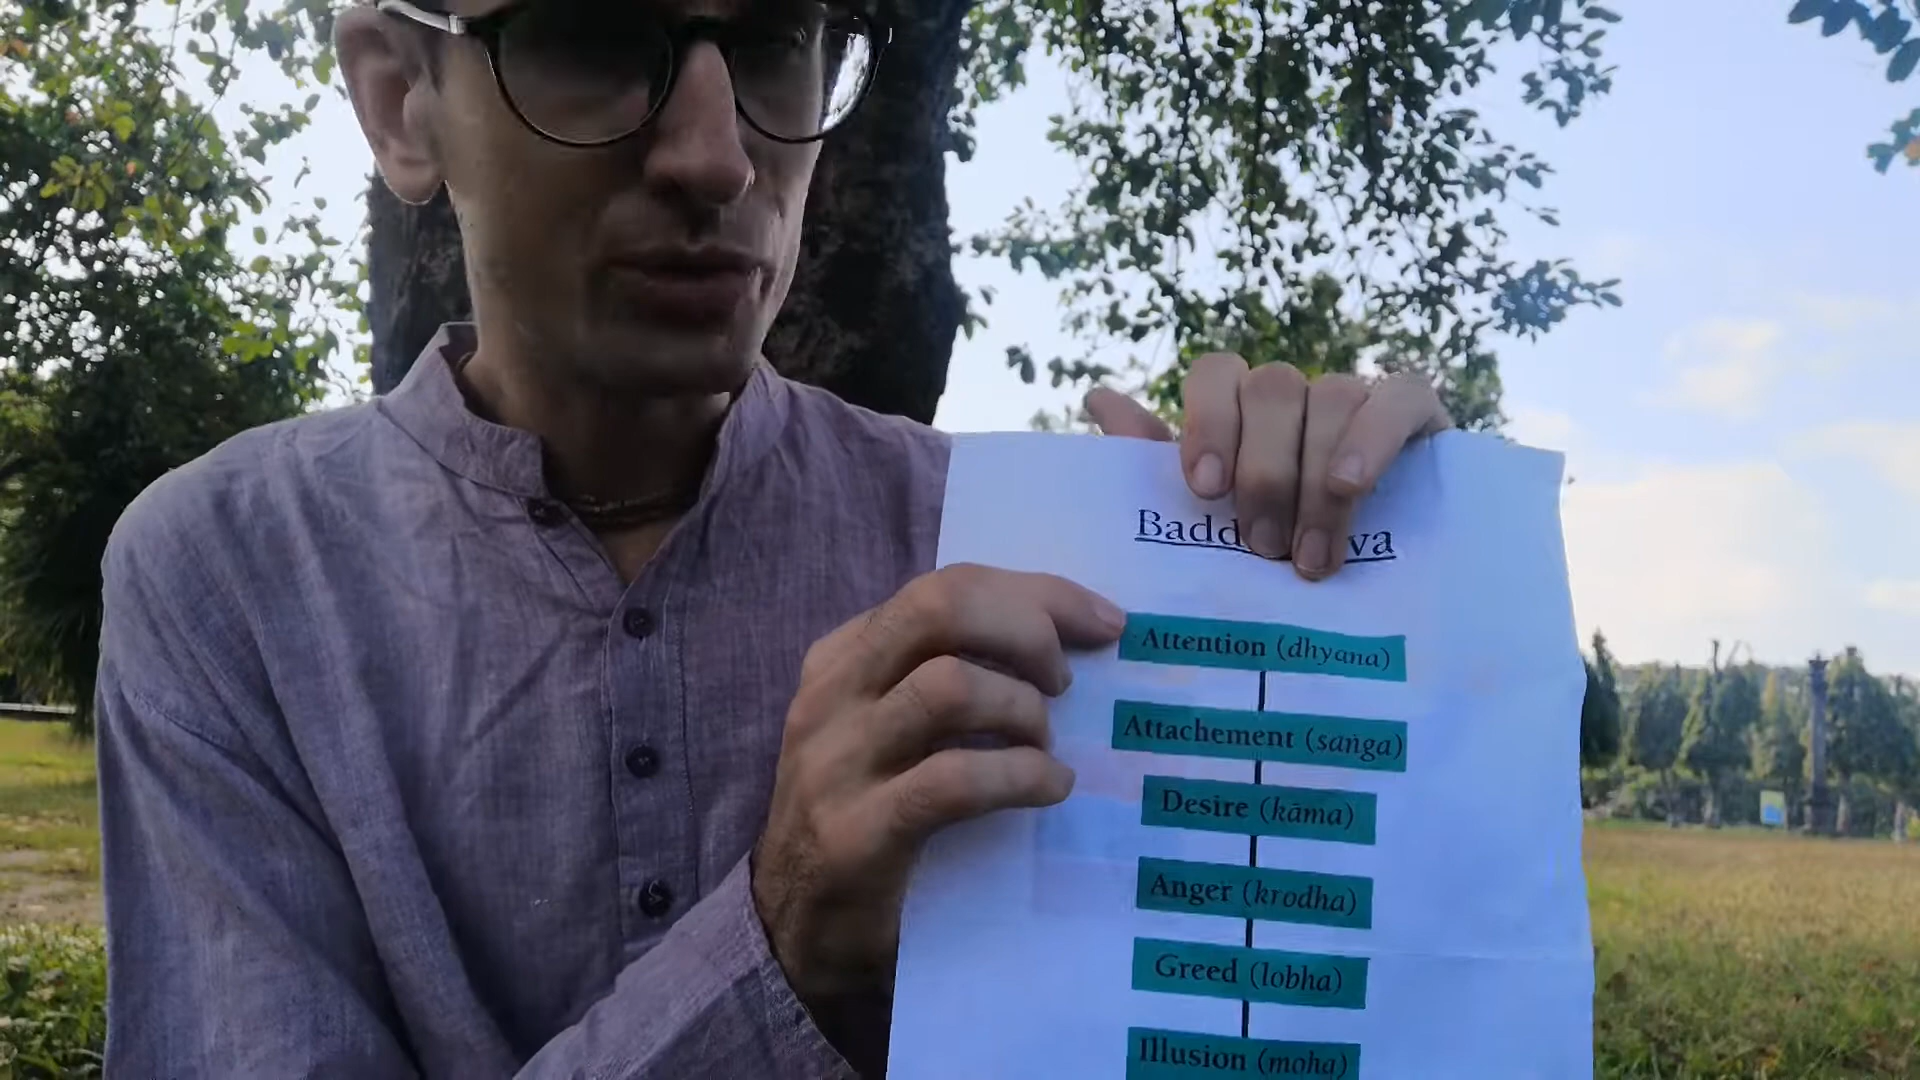 Attention (dhyana)
Attachement (saṅga)
Desire (kāma)
Anger (krodha)
Greed (lobha)
Illusion (moha)